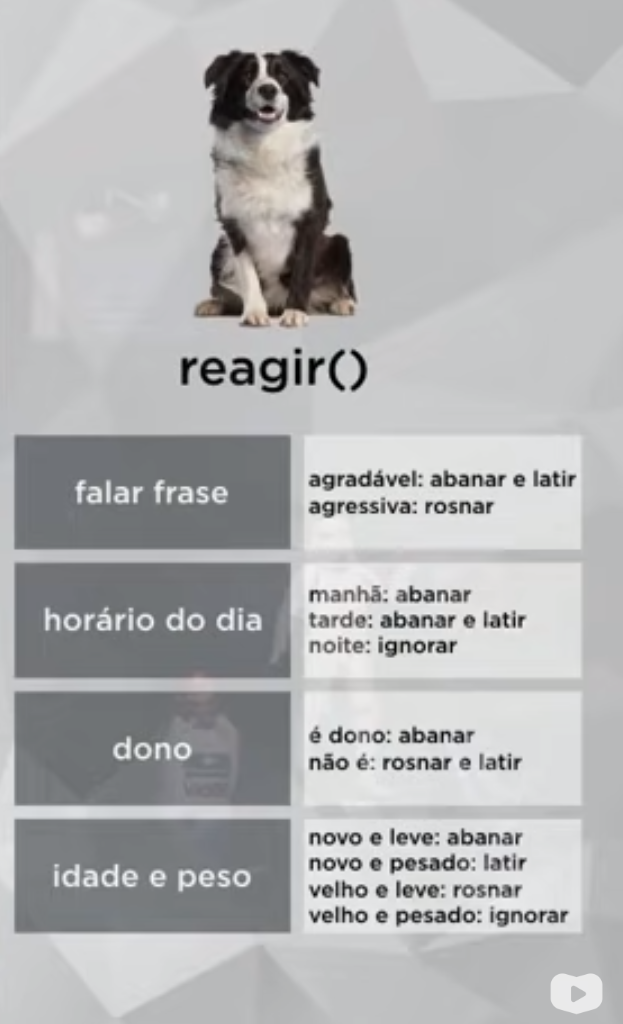 reagir()
falar frase
agradável: abanar e latir
agressiva: rosnar
horário do dia
manhã: abanar
tarde: abanar e latir
noite: ignorar
dono
é dono: abanar
não é: rosnar e latir
idade e peso
novo e leve: abanar
novo e pesado: latir
velho e leve: rosnar
velho e pesado: ignorar